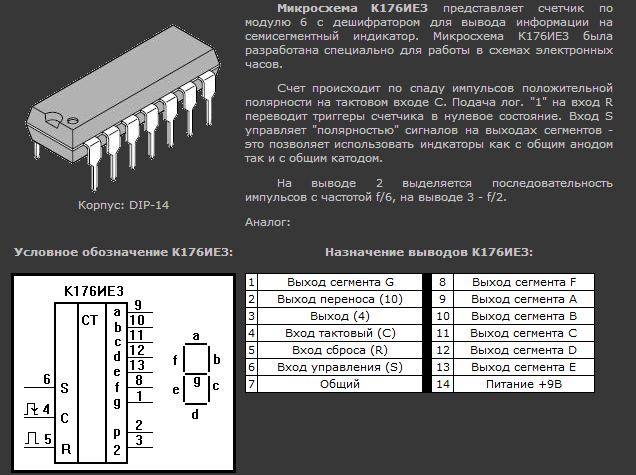 Микросхема К176ИЕ3 представляет счетчик по
модулю 6 с дешифратором для вывода информации на
семисегментный индикатор. Микросхема К176ИЕ3 была
разработана специально для работы в схемах электронных
часов.
Счет происходит по спаду импульсов положительной
полярности на тактовом входе С. Подача лог. "1" на вход R
переводит триггеры счетчика в нулевое состояние. Вход S
управляет "полярностью" сигналов на выходах сегментов -
это позволяет использовать индкаторы как с общим анодом
так и с общим катодом.
На выводе 2 выделяется последовательность
импульсов с частотой f/6, на выводе 3 - f/2.
Аналог:
Корпус: DIP-14
Условное обозначение К176ИЕ3:
К176ИЕ3
СТ
a 9
b 10
c 11
d 12
e 13
f 8
g 1
p 2
2 3
6 S
4 C
5 R
a
f b
g
e c
d
Назначение выводов К176ИЕ3:
1 Выход сегмента G 8 Выход сегмента F
2 Выход переноса (10) 9 Выход сегмента A
3 Выход (4) 10 Выход сегмента B
4 Вход тактовый (C) 11 Выход сегмента C
5 Вход сброса (R) 12 Выход сегмента D
6 Вход управления (S) 13 Выход сегмента E
7 Общий 14 Питание +9В